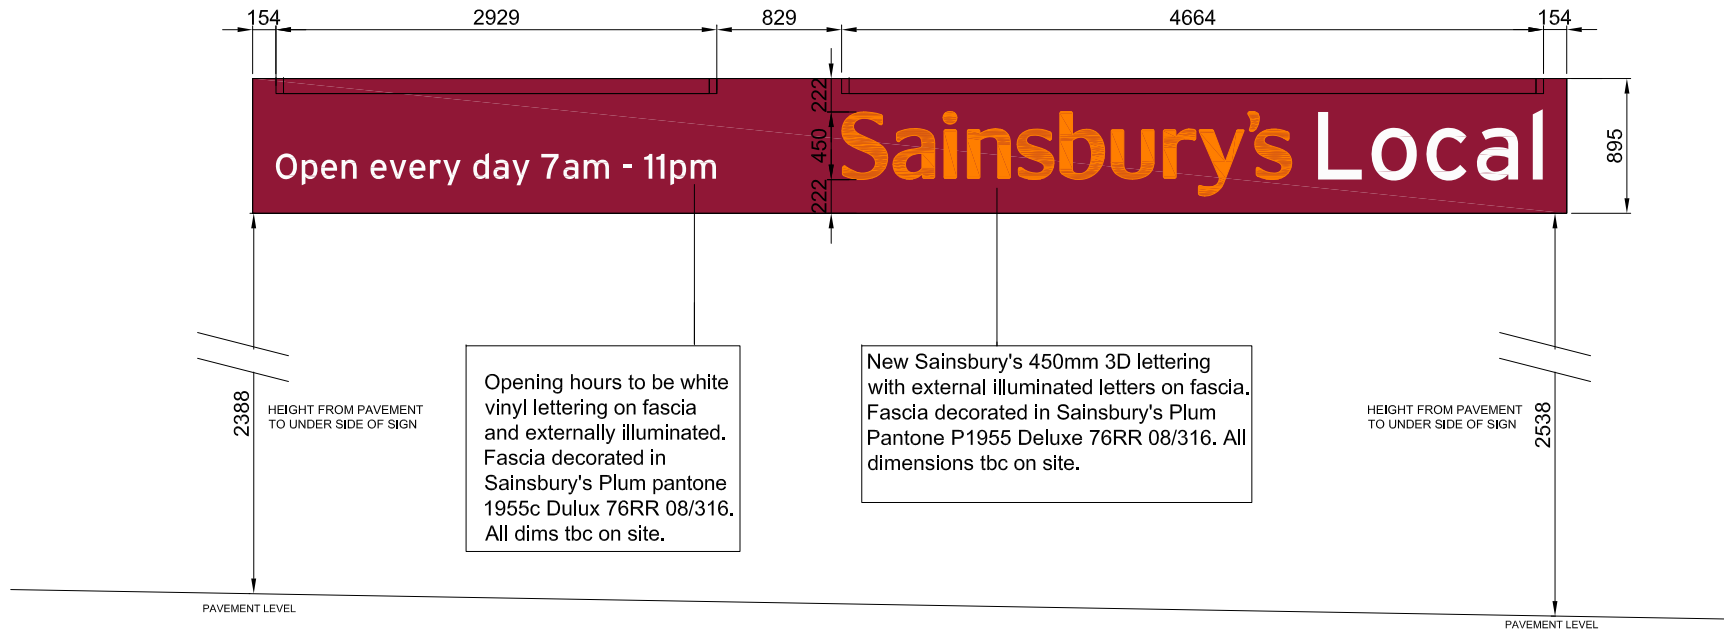 154 2929 829 4664 154
222
450
222
895
Open every day 7am - 11pm
Sainsbury's Local
2388
HEIGHT FROM PAVEMENT
TO UNDER SIDE OF SIGN
Opening hours to be white
vinyl lettering on fascia
and externally illuminated.
Fascia decorated in
Sainsbury's Plum pantone
1955c Dulux 76RR 08/316.
All dims tbc on site.
New Sainsbury's 450mm 3D lettering
with external illuminated letters on fascia.
Fascia decorated in Sainsbury's Plum
Pantone P1955 Deluxe 76RR 08/316. All
dimensions tbc on site.
HEIGHT FROM PAVEMENT
TO UNDER SIDE OF SIGN
2538
PAVEMENT LEVEL
PAVEMENT LEVEL